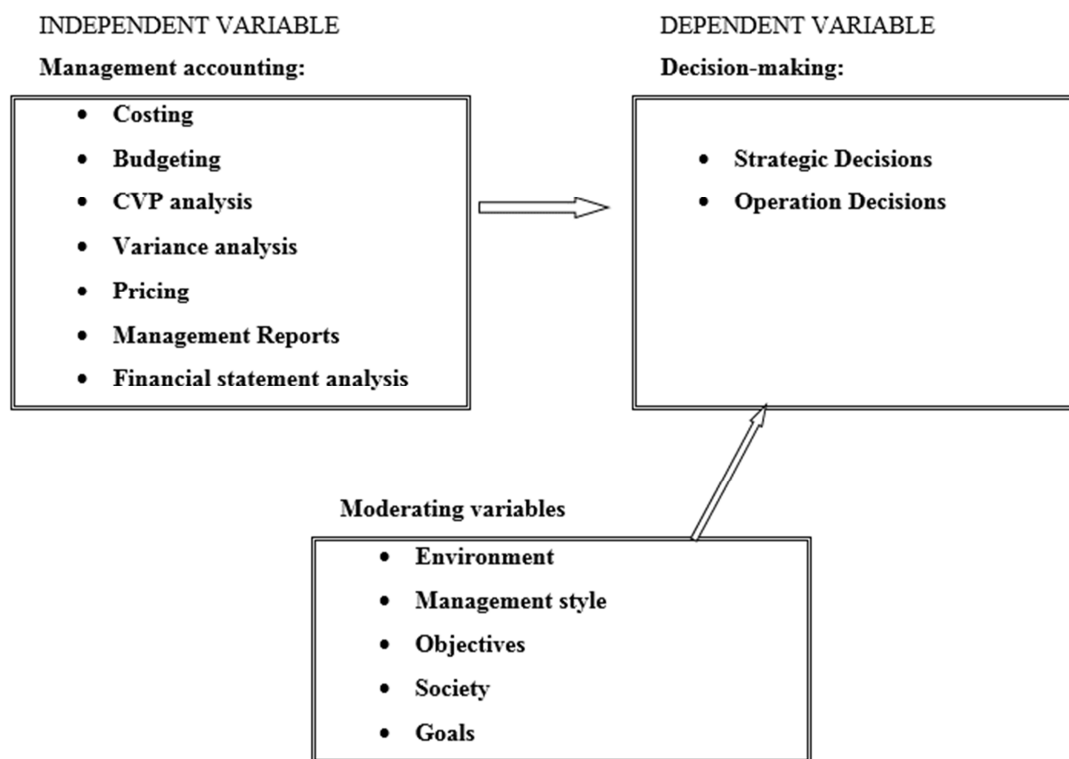 INDEPENDENT VARIABLE
Management accounting:
• Costing
• Budgeting
• CVP analysis
• Variance analysis
• Pricing
• Management Reports
• Financial statement analysis
DEPENDENT VARIABLE
Decision-making:
• Strategic Decisions
• Operation Decisions
Moderating variables
• Environment
• Management style
• Objectives
• Society
• Goals